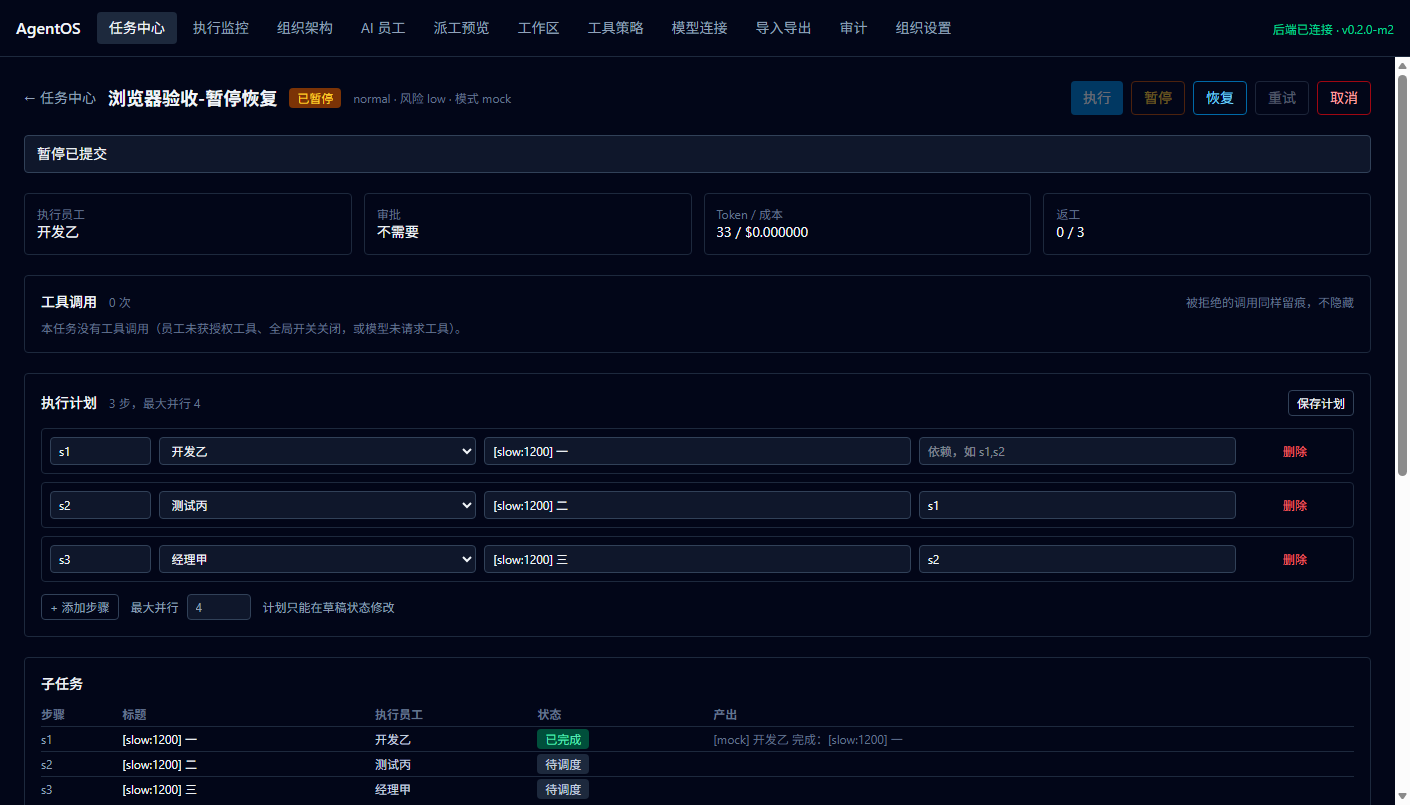 AgentOS 任务中心 执行监控 组织架构 AI 员工 派工预览 工作区 工具策略 模型连接 导入导出 审计 组织设置 后端已连接 · v0.2.0-m2
← 任务中心 浏览器验收-暂停恢复 已暂停 normal · 风险 low · 模式 mock 执行 暂停 恢复 重试 取消
暂停已提交
执行员工 审批 Token / 成本 返工
开发乙 不需要 33 / $0.000000 0 / 3
工具调用 0 次 被拒绝的调用同样留痕，不隐藏
本任务没有工具调用（员工未获授权工具、全局开关关闭，或模型未请求工具）。
执行计划 3 步，最大并行 4 保存计划
s1 开发乙 [slow:1200] 一 依赖，如 s1,s2 删除
s2 测试丙 [slow:1200] 二 s1 删除
s3 经理甲 [slow:1200] 三 s2 删除
+ 添加步骤 最大并行 4 计划只能在草稿状态修改
子任务
步骤 标题 执行员工 状态 产出
s1 [slow:1200] 一 开发乙 已完成 [mock] 开发乙 完成：[slow:1200] 一
s2 [slow:1200] 二 测试丙 待调度
s3 [slow:1200] 三 经理甲 待调度